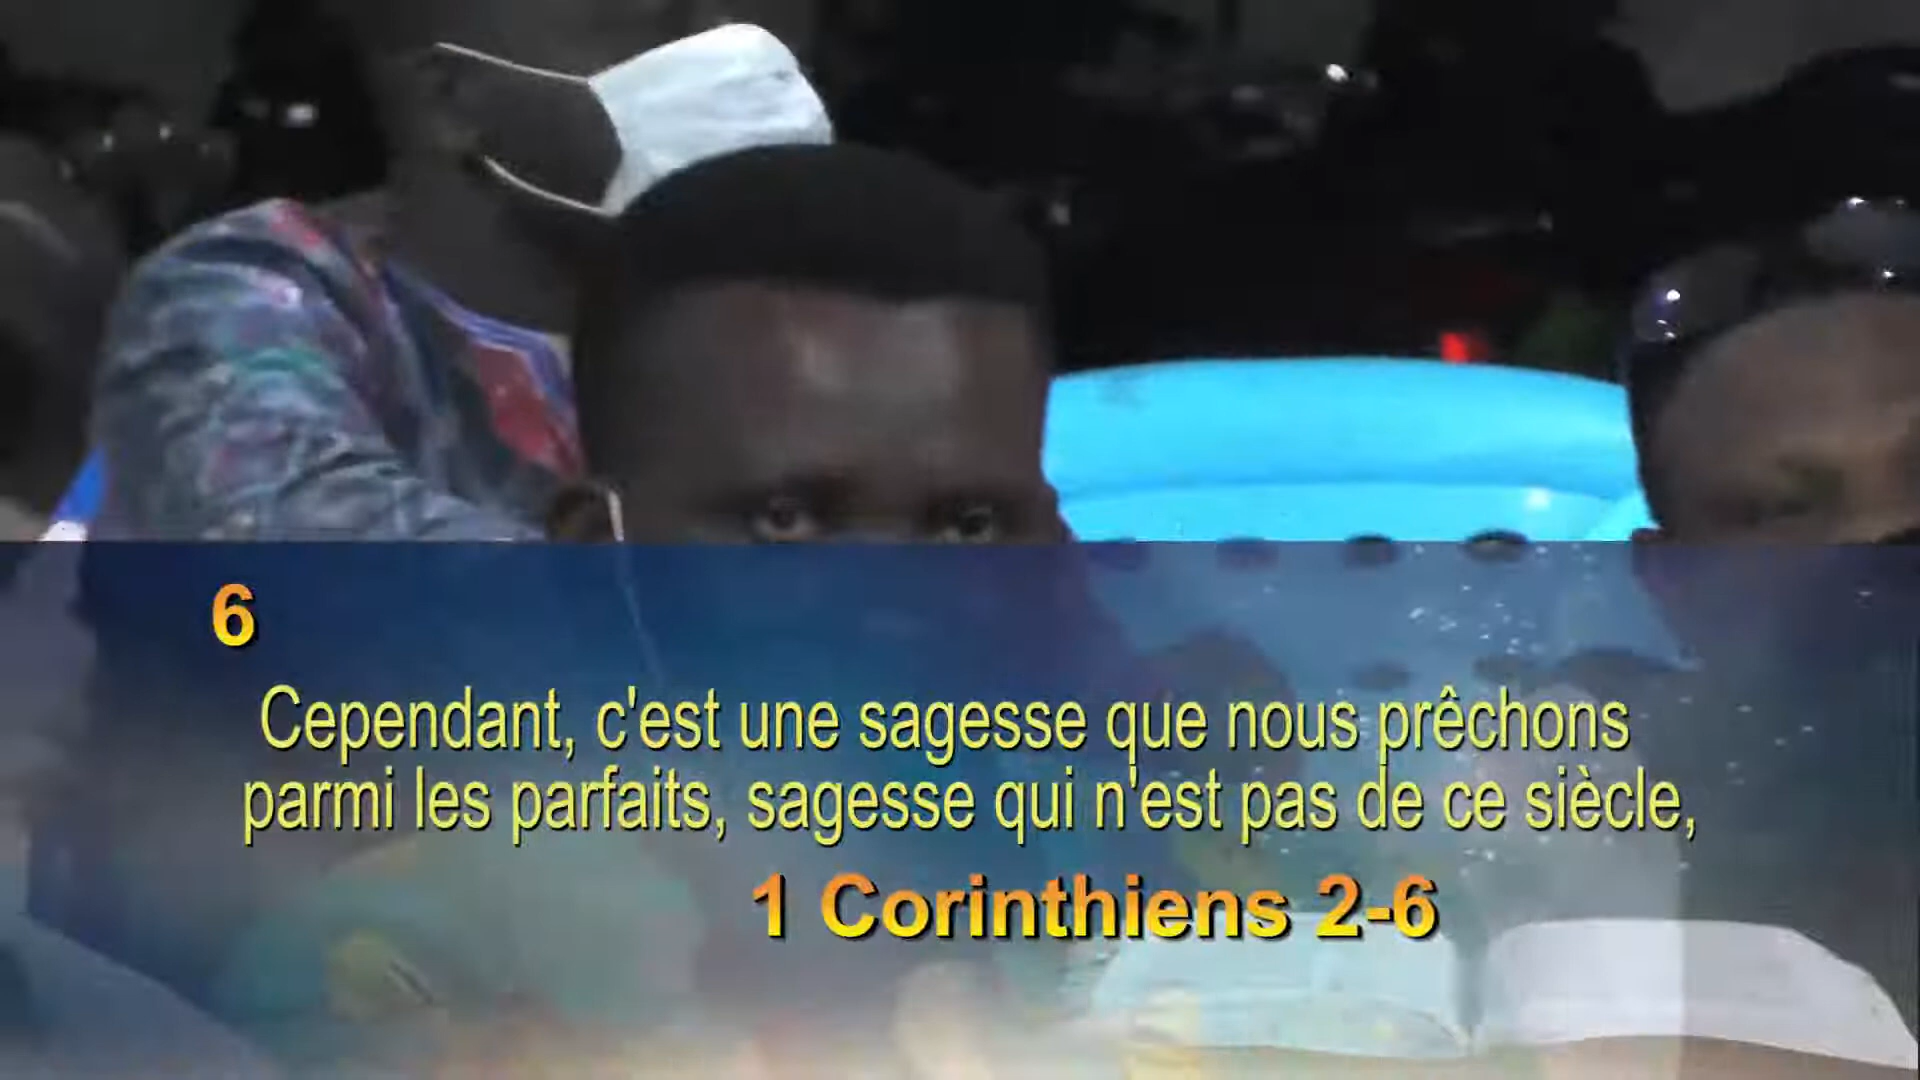 6
Cependant, c'est une sagesse que nous prêchons
parmi les parfaits, sagesse qui n'est pas de ce siècle,
1 Corinthiens 2-6